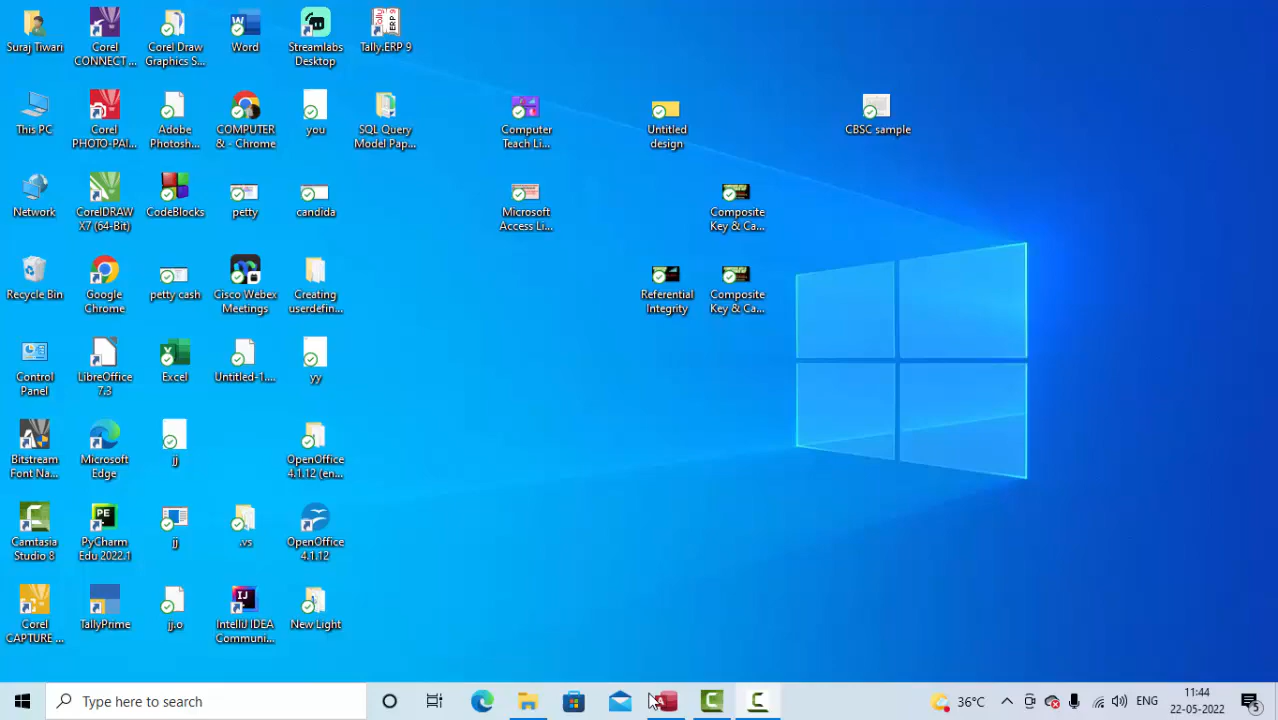 Suraj Tiwari
Corel
CONNECT ...
Corel Draw
Graphics S...
Word
Streamlabs
Desktop
Tally.ERP 9
This PC
Corel
PHOTO-PAI...
Adobe
Photosh...
COMPUTER
& - Chrome
you
SQL Query
Model Pap...
Computer
Teach Li...
Untitled
design
CBSC sample
Network
CorelDRAW
X7 (64-Bit)
CodeBlocks
petty
candida
Microsoft
Access Li...
Composite
Key & Ca...
Recycle Bin
Google
Chrome
petty cash
Cisco Webex
Meetings
Creating
userdefin...
Referential
Integrity
Composite
Key & Ca...
Control
Panel
LibreOffice
7.3
Excel
Untitled-1....
yy
Bitstream
Font Na...
Microsoft
Edge
jj
OpenOffice
4.1.12 (en...
Camtasia
Studio 8
PyCharm
Edu 2022.1
jj
.vs
OpenOffice
4.1.12
Corel
CAPTURE ...
TallyPrime
jj.o
IntelliJ IDEA
Communi...
New Light
Type here to search
36°C
ENG
11:44
22-05-2022
5